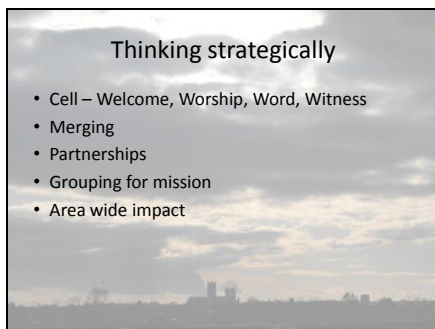 Thinking strategically
• Cell – Welcome, Worship, Word, Witness
• Merging
• Partnerships
• Grouping for mission
• Area wide impact